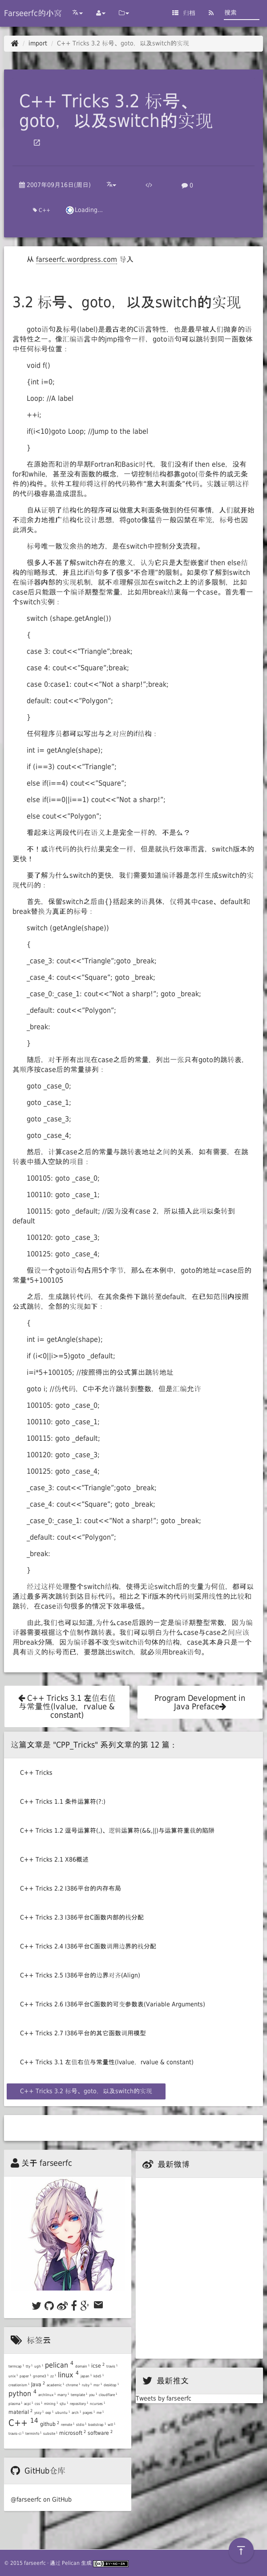 Farseerfc的小窝
归档
搜索
import / C++ Tricks 3.2 标号、goto，以及switch的实现
C++ Tricks 3.2 标号、
goto，以及switch的实现
2007年09月16日(周日)
0
C++
Loading...
从 farseerfc.wordpress.com 导入
3.2 标号、goto，以及switch的实现
goto语句及标号(label)是最古老的C语言特性，也是最早被人们抛弃的语
言特性之一。像汇编语言中的jmp指令一样，goto语句可以跳转到同一函数体
中任何标号位置：
void f()
{int i=0;
Loop: //A label
++i;
if(i<10)goto Loop; //Jump to the label
}
在原始而和谐的早期Fortran和Basic时代，我们没有if then else，没有
for和while，甚至没有函数的概念，一切控制结构都靠goto(带条件的或无条
件的)构件。软件工程师将这样的代码称作“意大利面条”代码。实践证明这样
的代码极容易造成混乱。
自从证明了结构化的程序可以做意大利面条做到的任何事情，人们就开始
不遗余力地推广结构化设计思想，将goto像猛兽一般囚禁在牢笼，标号也因
此消失。
标号唯一散发余热的地方，是在switch中控制分支流程。
很多人不甚了解switch存在的意义，认为它只是大型嵌套if then else结
构的缩略形式，并且比if语句多了很多“不合理”的限制。如果你了解到switch
在编译器内部的实现机制，就不难理解强加在switch之上的诸多限制，比如
case后只能跟一个编译期整型常量，比如用break结束每一个case。首先看一
个switch实例：
switch (shape.getAngle())
{
case 3: cout<<“Triangle”;break;
case 4: cout<<“Square”;break;
case 0:case1: cout<<“Not a sharp!”;break;
default: cout<<“Polygon”;
}
任何程序员都可以写出与之对应的if结构：
int i= getAngle(shape);
if (i==3) cout<<“Triangle”;
else if(i==4) cout<<“Square”;
else if(i==0||i==1) cout<<“Not a sharp!”;
else cout<<“Polygon”;
看起来这两段代码在语义上是完全一样的，不是么？
不！或许代码的执行结果完全一样，但是就执行效率而言，switch版本的
更快！
要了解为什么switch的更快，我们需要知道编译器是怎样生成switch的实
现代码的：
首先，保留switch之后由{}括起来的语具体，仅将其中case、default和
break替换为真正的标号：
switch (getAngle(shape))
{
_case_3: cout<<“Triangle”;goto _break;
_case_4: cout<<“Square”; goto _break;
_case_0:_case_1: cout<<“Not a sharp!”; goto _break;
_default: cout<<“Polygon”;
_break:
}
随后，对于所有出现在case之后的常量，列出一张只有goto的跳转表，
其顺序按case后的常量排列：
goto _case_0;
goto _case_1;
goto _case_3;
goto _case_4;
然后，计算case之后的常量与跳转表地址之间的关系，如有需要，在跳
转表中插入空缺的项目：
100105: goto _case_0;
100110: goto _case_1;
100115: goto _default; //因为没有case 2，所以插入此项以条转到
default
100120: goto _case_3;
100125: goto _case_4;
假设一个goto语句占用5个字节，那么在本例中，goto的地址=case后的
常量*5+100105
之后，生成跳转代码，在其余条件下跳转至default，在已知范围内按照
公式跳转，全部的实现如下：
{
int i= getAngle(shape);
if (i<0||i>=5)goto _default;
i=i*5+100105; //按照得出的公式算出跳转地址
goto i; //伪代码，C中不允许跳转到整数，但是汇编允许
100105: goto _case_0;
100110: goto _case_1;
100115: goto _default;
100120: goto _case_3;
100125: goto _case_4;
_case_3: cout<<“Triangle”;goto _break;
_case_4: cout<<“Square”; goto _break;
_case_0:_case_1: cout<<“Not a sharp!”; goto _break;
_default: cout<<“Polygon”;
_break:
}
经过这样处理整个switch结构，使得无论switch后的变量为何值，都可以
通过最多两次跳转到达目标代码。相比之下if版本的代码则采用线性的比较和
跳转，在case语句很多的情况下效率极低。
由此，我们也可以知道，为什么case后跟的一定是编译期整型常数，因为编
译器需要根据这个值制作跳转表。我们可以明白为什么case与case之间应该
用break分隔，因为编译器不改变switch语句体的结构，case其本身只是一个
具有语义的标号而已，要想跳出switch，就必须用break语句。
C++ Tricks 3.1 左值右值
与常量性(lvalue，rvalue &
constant)
Program Development in
Java Preface
这篇文章是 "CPP_Tricks" 系列文章的第 12 篇：
C++ Tricks
C++ Tricks 1.1 条件运算符(?:)
C++ Tricks 1.2 逗号运算符(,)、逻辑运算符(&&,||)与运算符重载的陷阱
C++ Tricks 2.1 X86概述
C++ Tricks 2.2 I386平台的内存布局
C++ Tricks 2.3 I386平台C函数内部的栈分配
C++ Tricks 2.4 I386平台C函数调用边界的栈分配
C++ Tricks 2.5 I386平台的边界对齐(Align)
C++ Tricks 2.6 I386平台C函数的可变参数表(Variable Arguments)
C++ Tricks 2.7 I386平台的其它函数调用模型
C++ Tricks 3.1 左值右值与常量性(lvalue，rvalue & constant)
C++ Tricks 3.2 标号、goto，以及switch的实现
关于 farseerfc
最新微博
标签云
pelican 4
linux 4
java 3
python 4
material 2
C++ 14 github 2
microsoft 2 software 2
最新推文
Tweets by farseerfc
GitHub仓库
@farseerfc on GitHub
© 2015 farseerfc · 通过 Pelican 生成